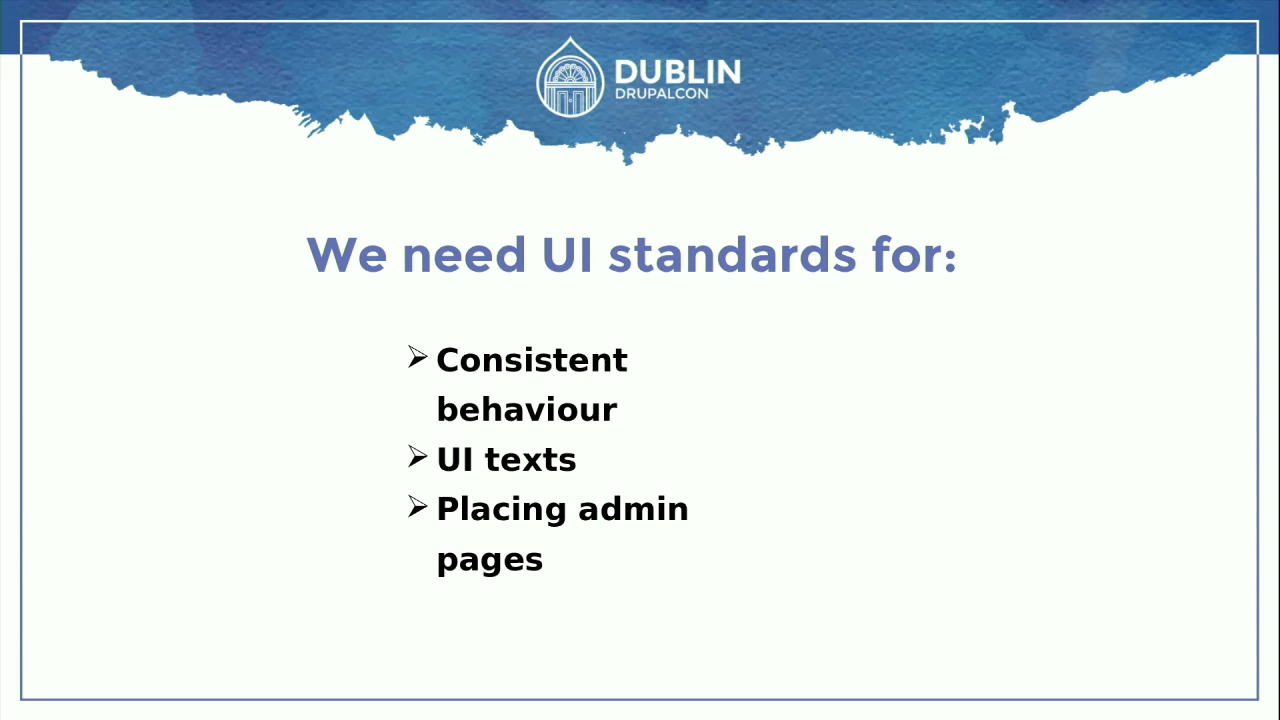 DUBLIN
DRUPALCON
We need UI standards for:
➢ Consistent
behaviour
➢ UI texts
➢ Placing admin
pages